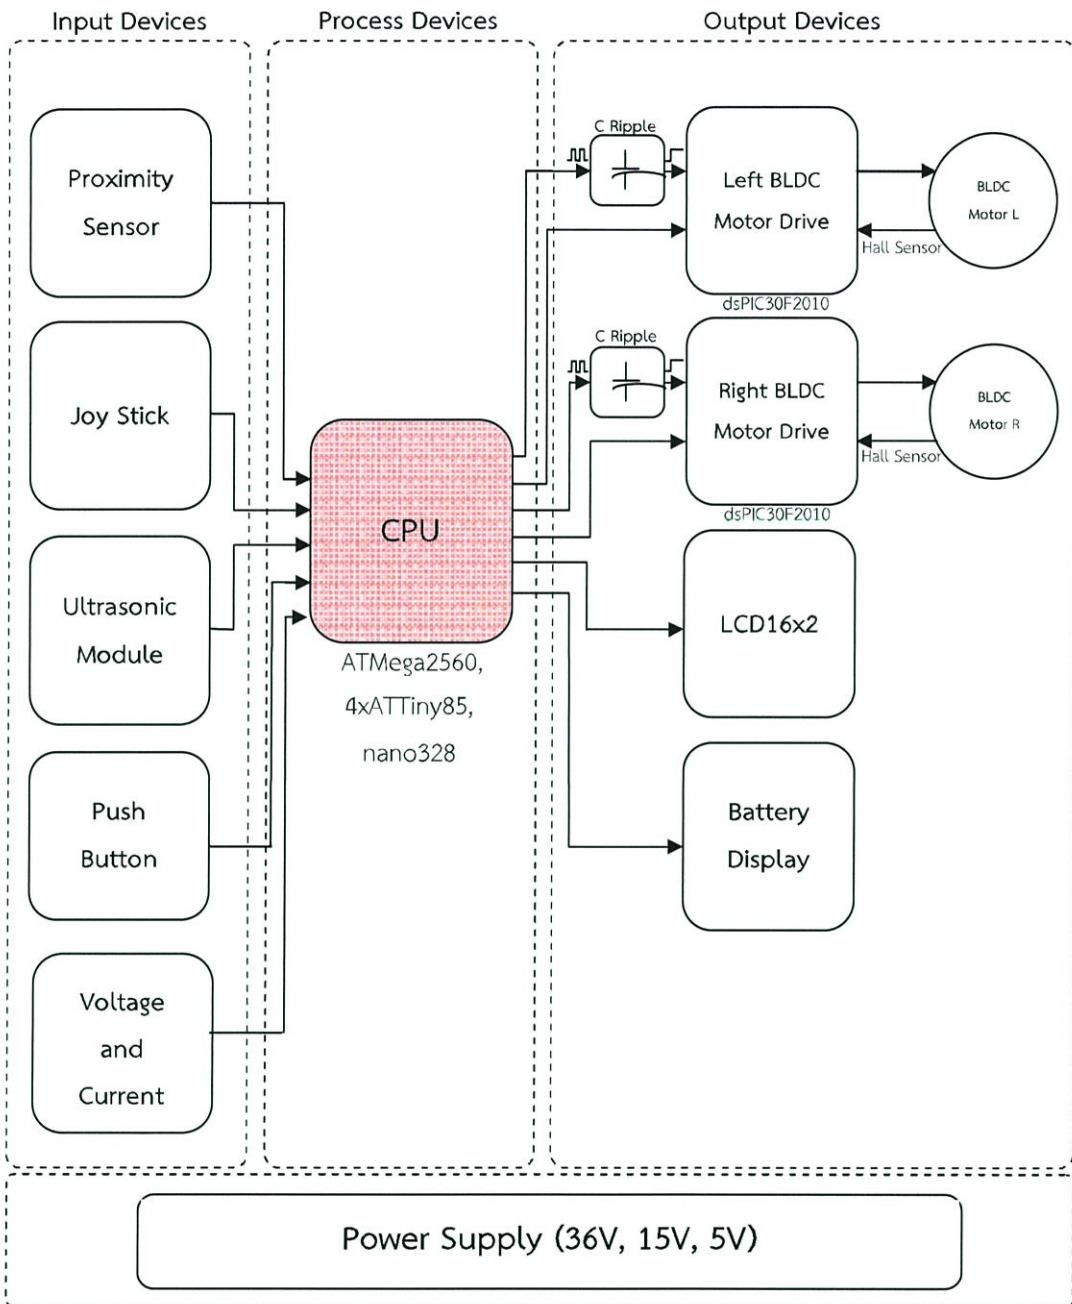 Input Devices
Process Devices
Output Devices
Proximity
Sensor
Joy Stick
Ultrasonic
Module
Push
Button
Voltage
and
Current
CPU
ATMega2560,
4xATTiny85,
nano328
C Ripple
Left BLDC
Motor Drive
dsPIC30F2010
BLDC
Motor L
Hall Sensor
C Ripple
Right BLDC
Motor Drive
dsPIC30F2010
BLDC
Motor R
Hall Sensor
LCD16x2
Battery
Display
Power Supply (36V, 15V, 5V)